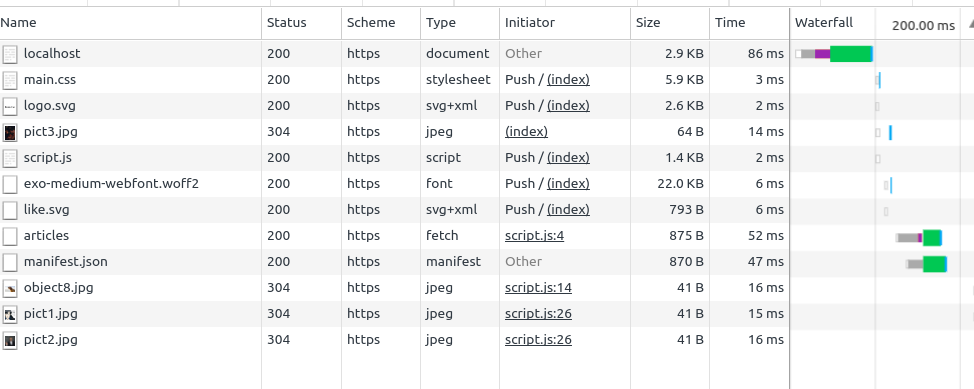 Name Status Scheme Type Initiator Size Time Waterfall 200.00 ms
localhost 200 https document Other 2.9 KB 86 ms
main.css 200 https stylesheet Push / (index) 5.9 KB 3 ms
logo.svg 200 https svg+xml Push / (index) 2.6 KB 2 ms
pict3.jpg 304 https jpeg (index) 64 B 14 ms
script.js 200 https script Push / (index) 1.4 KB 2 ms
exo-medium-webfont.woff2 200 https font Push / (index) 22.0 KB 6 ms
like.svg 200 https svg+xml Push / (index) 793 B 6 ms
articles 200 https fetch script.js:4 875 B 52 ms
manifest.json 200 https manifest Other 870 B 47 ms
object8.jpg 304 https jpeg script.js:14 41 B 16 ms
pict1.jpg 304 https jpeg script.js:26 41 B 15 ms
pict2.jpg 304 https jpeg script.js:26 41 B 16 ms